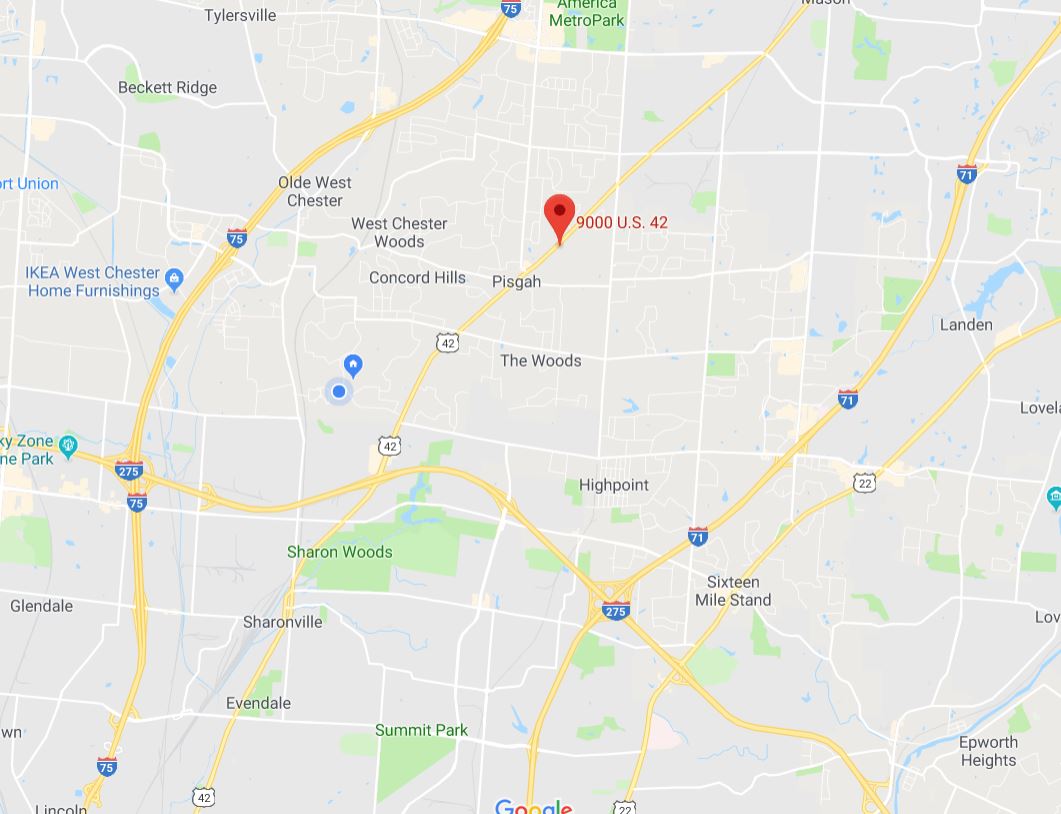 America
MetroPark
Mason
Tylersville
75
Beckett Ridge
71
ort Union
Olde West
Chester
West Chester
Woods
9000 U.S. 42
75
IKEA West Chester
Home Furnishings
Concord Hills
Pisgah
Landen
42
The Woods
71
Lovela
42
ky Zone
ne Park
275
75
22
Highpoint
71
Sharon Woods
Sixteen
Mile Stand
Glendale
275
Sharonville
Lov
Evendale
wn
Summit Park
Epworth
Heights
75
42
Lincoln
Google
22